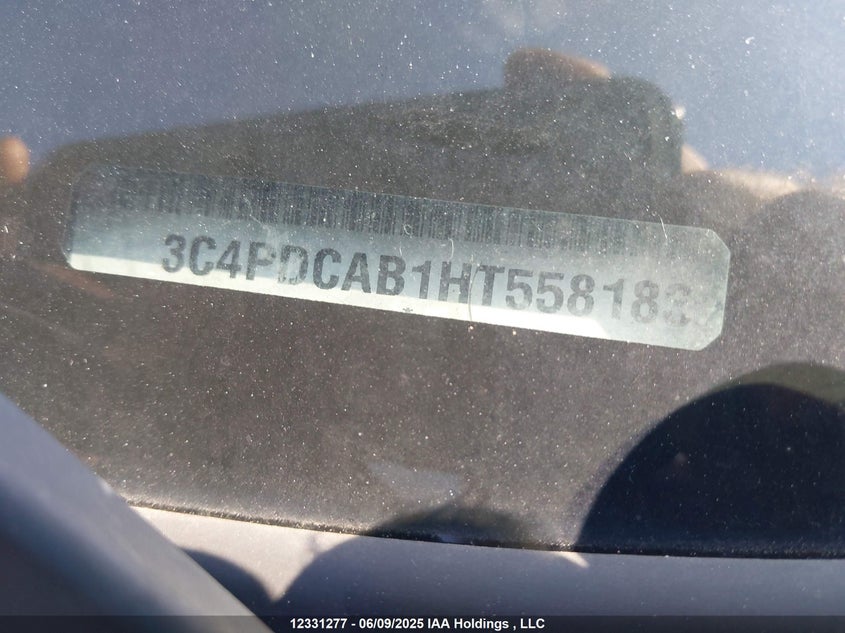 3C4PDCAB1HT558183
12331277 - 06/09/2025 IAA Holdings , LLC